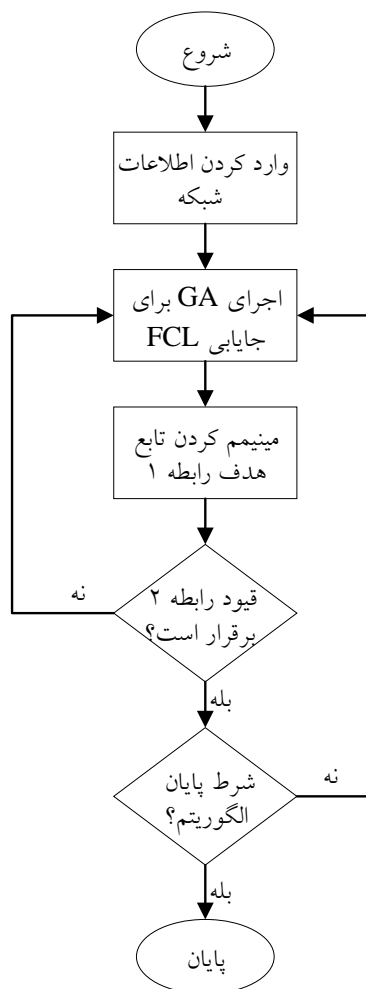 شروع
وارد کردن اطلاعات
شبکه
اجرای GA برای
جایابی FCL
مینیمم کردن تابع
هدف رابطه ۱
قیود رابطه ۲
برقرار است؟
نه
بله
شرط پایان
الگوریتم؟
نه
بله
پایان